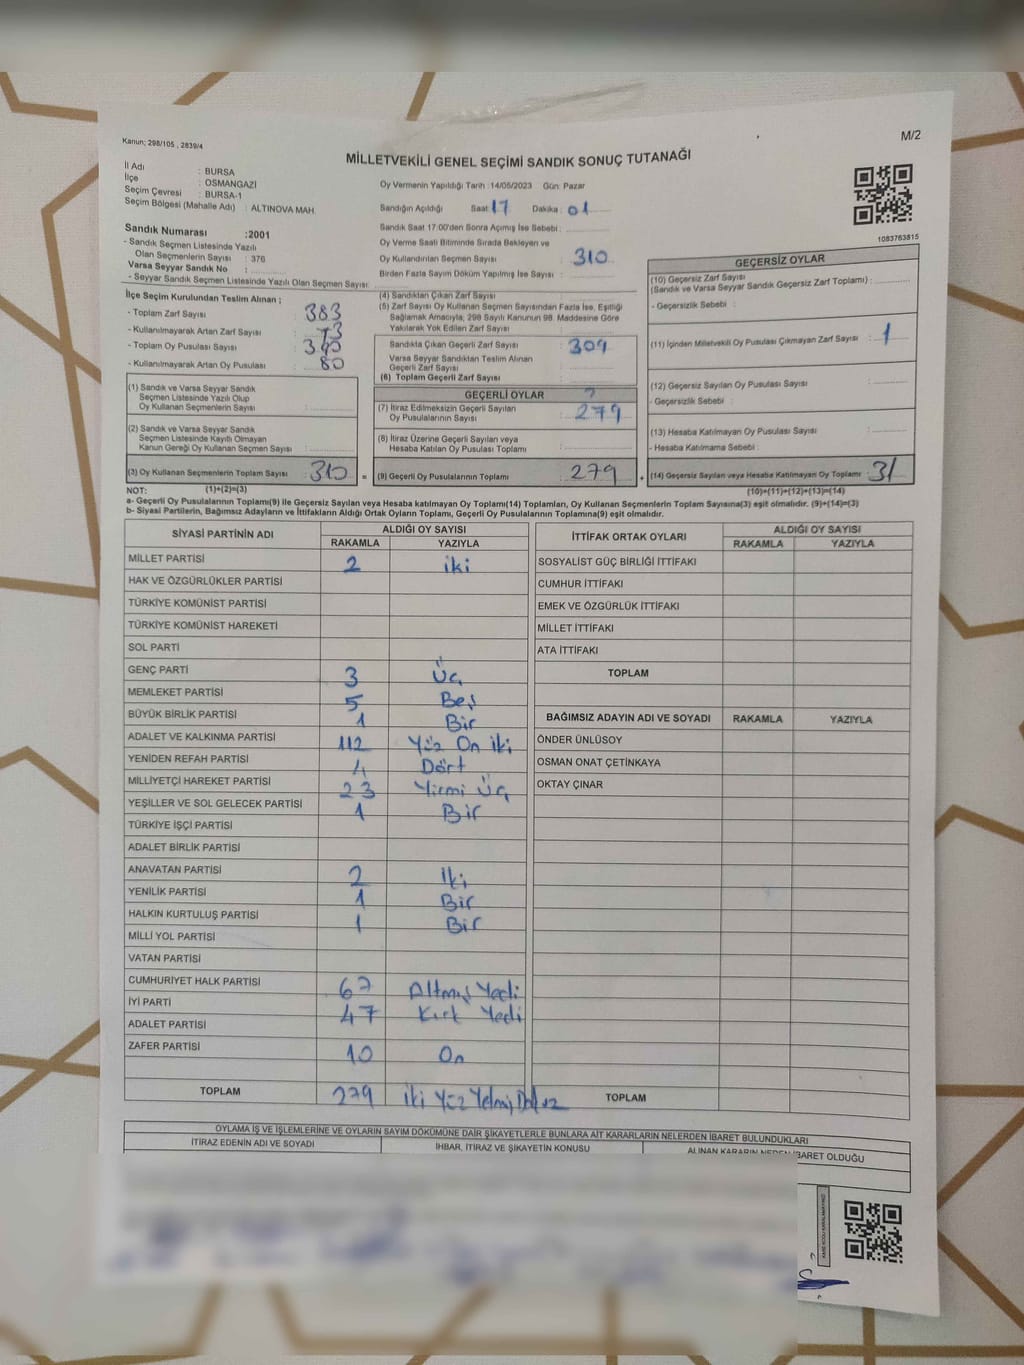 Kanun; 298/105 , 2839/4
M/2
MİLLETVEKİLİ GENEL SEÇİMİ SANDIK SONUÇ TUTANAĞI
İl Adı : BURSA
İlçe : OSMANGAZİ
Seçim Çevresi : BURSA-1
Seçim Bölgesi (Mahalle Adı) : ALTINOVA MAH.
Oy Vermenin Yapıldığı Tarih : 14/05/2023 Gün: Pazar
Sandığın Açıldığı Saat: 17 Dakika : 01
Sandık Saat 17:00'den Sonra Açılmış İse Sebebi :
Sandık Numarası :2001
- Sandık Seçmen Listesinde Yazılı
Olan Seçmenlerin Sayısı : 376
Varsa Seyyar Sandık No :
- Seyyar Sandık Seçmen Listesinde Yazılı Olan Seçmen Sayısı :
Oy Verme Saati Bitiminde Sırada Bekleyen ve
Oy Kullandırılan Seçmen Sayısı : 310
Birden Fazla Sayım Döküm Yapılmış İse Sayısı :
1083763815
İlçe Seçim Kurulundan Teslim Alınan ;
- Toplam Zarf Sayısı : 383
- Kullanılmayarak Artan Zarf Sayısı : 73
- Toplam Oy Pusulası Sayısı :
- Kullanılmayarak Artan Oy Pusulası : 80
(4) Sandıktan Çıkan Zarf Sayısı :
(5) Zarf Sayısı Oy Kullanan Seçmen Sayısından Fazla İse, Eşitliği
Sağlamak Amacıyla, 298 Sayılı Kanunun 98. Maddesine Göre
Yakılarak Yok Edilen Zarf Sayısı :
Sandıkta Çıkan Geçerli Zarf Sayısı : 309
Varsa Seyyar Sandıktan Teslim Alınan
Geçerli Zarf Sayısı :
(6) Toplam Geçerli Zarf Sayısı
GEÇERSİZ OYLAR
(10) Geçersiz Zarf Sayısı
(Sandık ve Varsa Seyyar Sandık Geçersiz Zarf Toplamı) :
- Geçersizlik Sebebi :
(11) İçinden Milletvekili Oy Pusulası Çıkmayan Zarf Sayısı : 1
(12) Geçersiz Sayılan Oy Pusulası Sayısı :
- Geçersizlik Sebebi :
(13) Hesaba Katılmayan Oy Pusulası Sayısı :
- Hesaba Katılmama Sebebi :
(1) Sandık ve Varsa Seyyar Sandık
Seçmen Listesinde Yazılı Olup
Oy Kullanan Seçmenlerin Sayısı :
(2) Sandık ve Varsa Seyyar Sandık
Seçmen Listesinde Kayıtlı Olmayan
Kanun Gereği Oy Kullanan Seçmen Sayısı :
GEÇERLİ OYLAR
(7) İtiraz Edilmeksizin Geçerli Sayılan
Oy Pusulalarının Sayısı : 279
(8) İtiraz Üzerine Geçerli Sayılan veya
Hesaba Katılan Oy Pusulası Toplamı :
(3) Oy Kullanan Seçmenlerin Toplam Sayısı : 310 = (9) Geçerli Oy Pusulalarının Toplamı : 279 + (14) Geçersiz Sayılan veya Hesaba Katılmayan Oy Toplamı : 31
NOT: (1)+(2)=(3) (10)+(11)+(12)+(13)=(14)
a- Geçerli Oy Pusulalarının Toplamı(9) ile Geçersiz Sayılan veya Hesaba katılmayan Oy Toplamı(14) Toplamları, Oy Kullanan Seçmenlerin Toplam Sayısına(3) eşit olmalıdır. (9)+(14)=(3)
b- Siyasi Partilerin, Bağımsız Adayların ve İttifakların Aldığı Ortak Oyların Toplamı, Geçerli Oy Pusulalarının Toplamına(9) eşit olmalıdır.
SİYASİ PARTİNİN ADI ALDIĞI OY SAYISI
RAKAMLA YAZIYLA
MİLLET PARTİSİ 2 iki
HAK VE ÖZGÜRLÜKLER PARTİSİ
TÜRKİYE KOMÜNİST PARTİSİ
TÜRKİYE KOMÜNİST HAREKETİ
SOL PARTİ
GENÇ PARTİ 3 Üç
MEMLEKET PARTİSİ 5 Beş
BÜYÜK BİRLİK PARTİSİ 1 Bir
ADALET VE KALKINMA PARTİSİ 112 Yüz On iki
YENİDEN REFAH PARTİSİ 4 Dört
MİLLİYETÇİ HAREKET PARTİSİ 23 Yirmi Üç
YEŞİLLER VE SOL GELECEK PARTİSİ 1 Bir
TÜRKİYE İŞÇİ PARTİSİ
ADALET BİRLİK PARTİSİ
ANAVATAN PARTİSİ 2 İki
YENİLİK PARTİSİ 1 Bir
HALKIN KURTULUŞ PARTİSİ 1 Bir
MİLLİ YOL PARTİSİ
VATAN PARTİSİ
CUMHURİYET HALK PARTİSİ 67 Altmış Yedi
İYİ PARTİ 47 Kırk Yedi
ADALET PARTİSİ
ZAFER PARTİSİ 10 On
TOPLAM 279 iki Yüz
İTTİFAK ORTAK OYLARI ALDIĞI OY SAYISI
RAKAMLA YAZIYLA
SOSYALİST GÜÇ BİRLİĞİ İTTİFAKI
CUMHUR İTTİFAKI
EMEK VE ÖZGÜRLÜK İTTİFAKI
MİLLET İTTİFAKI
ATA İTTİFAKI
TOPLAM
BAĞIMSIZ ADAYIN ADI VE SOYADI RAKAMLA YAZIYLA
ÖNDER ÜNLÜSOY
OSMAN ONAT ÇETİNKAYA
OKTAY ÇINAR
TOPLAM
OYLAMA İŞ VE İŞLEMLERİNE VE OYLARIN SAYIM DÖKÜMÜNE DAİR ŞİKAYETLERLE BUNLARA AİT KARARLARIN NELERDEN İBARET BULUNDUKLARI
İTİRAZ EDENİN ADI VE SOYADI İHBAR, İTİRAZ VE ŞİKAYETİN KONUSU ALINAN KARARIN NEDEN İBARET OLDUĞU